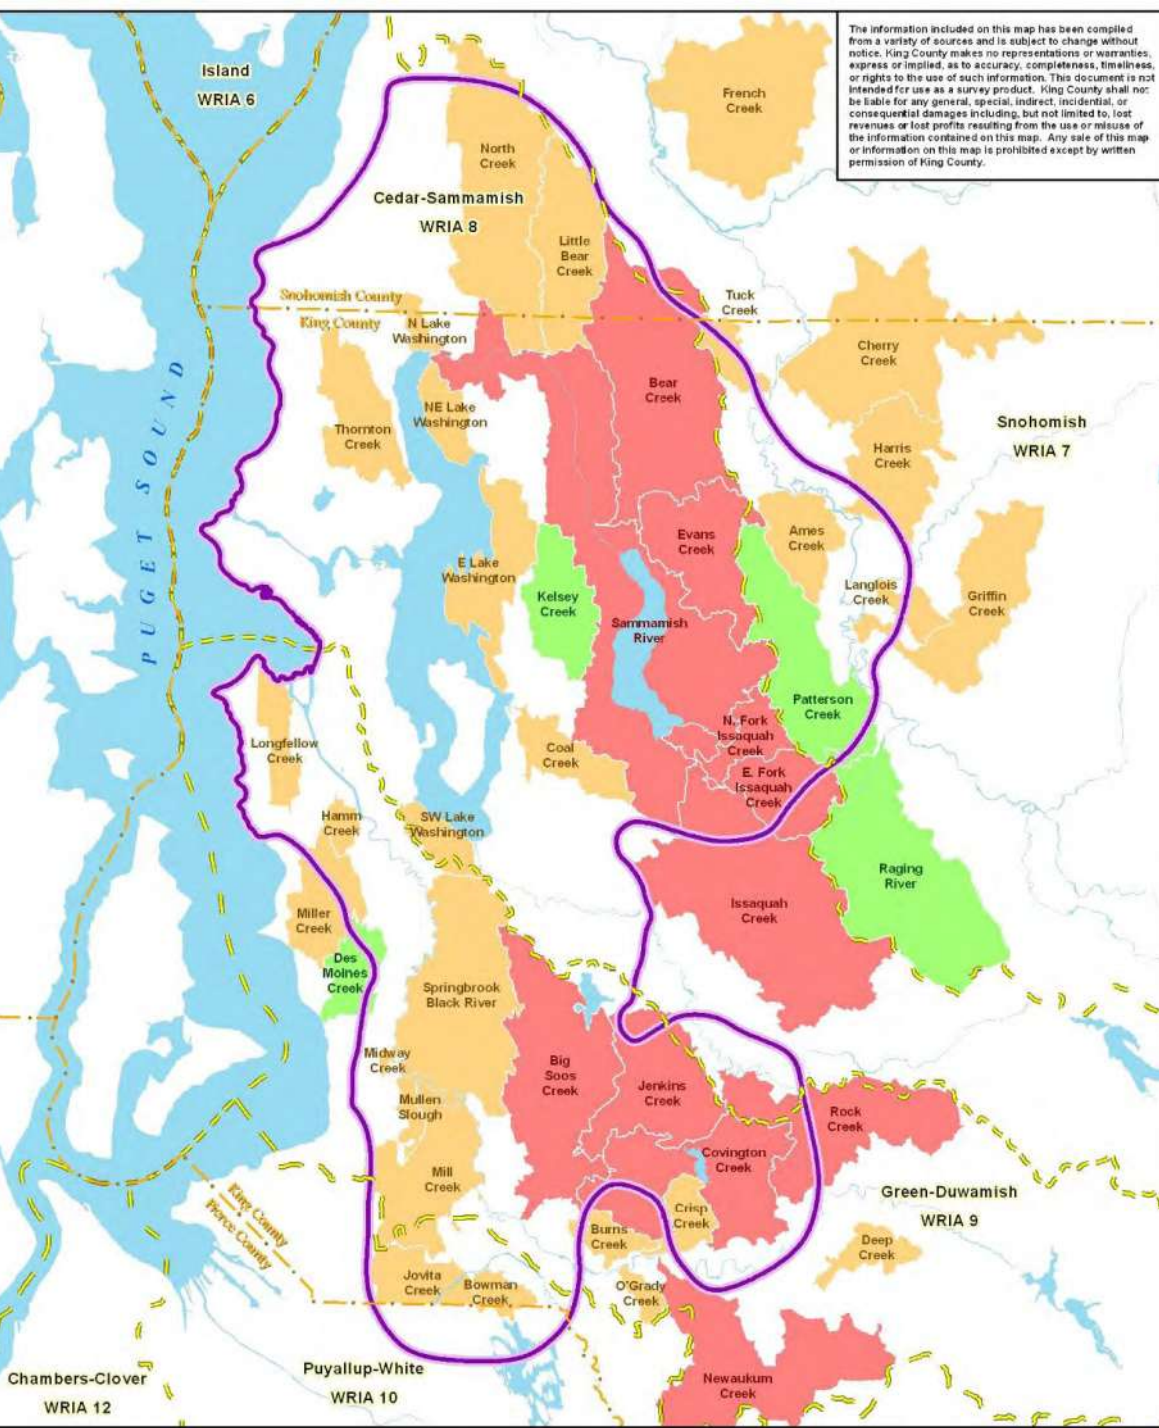 The information included on this map has been compiled
from a variety of sources and is subject to change without
notice. King County makes no representations or warranties,
express or implied, as to accuracy, completeness, timeliness,
or rights to the use of such information. This document is not
intended for use as a survey product. King County shall not
be liable for any general, special, indirect, incidental, or
consequential damages including, but not limited to, lost
revenues or lost profits resulting from the use or misuse of
the information contained on this map. Any sale of this map
or information on this map is prohibited except by written
permission of King County.
Island
WRIA 6
French
Creek
North
Creek
Cedar-Sammamish
WRIA 8
Little
Bear
Creek
Tuck
Creek
Snohomish County
King County
N Lake
Washington
Cherry
Creek
Bear
Creek
NE Lake
Washington
Thornton
Creek
Snohomish
WRIA 7
Harris
Creek
PUGET SOUND
Evans
Creek
Ames
Creek
E Lake
Washington
Kelsey
Creek
Langlois
Creek
Griffin
Creek
Sammamish
River
Patterson
Creek
N. Fork
Issaquah
Creek
Longfellow
Creek
Coal
Creek
E. Fork
Issaquah
Creek
Hamm
Creek
SW Lake
Washington
Raging
River
Miller
Creek
Issaquah
Creek
Des
Moines
Creek
Springbrook
Black River
Midway
Creek
Big
Soos
Creek
Jenkins
Creek
Mullen
Slough
Rock
Creek
Covington
Creek
Mill
Creek
Green-Duwamish
WRIA 9
King County
Pierce County
Crisp
Creek
Burns
Creek
Deep
Creek
Jovita
Creek
Bowman
Creek
O'Grady
Creek
Puyallup-White
WRIA 10
Chambers-Clover
WRIA 12
Newaukum
Creek